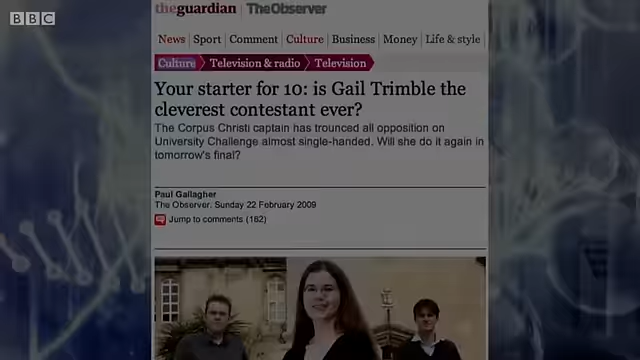 BBC
theguardian | TheObserver
News Sport Comment Culture Business Money Life & style
Culture Television & radio Television
Your starter for 10: is Gail Trimble the
cleverest contestant ever?
The Corpus Christi captain has trounced all opposition on
University Challenge almost single-handed. Will she do it again in
tomorrow's final?
Paul Gallagher
The Observer, Sunday 22 February 2009
Jump to comments (182)